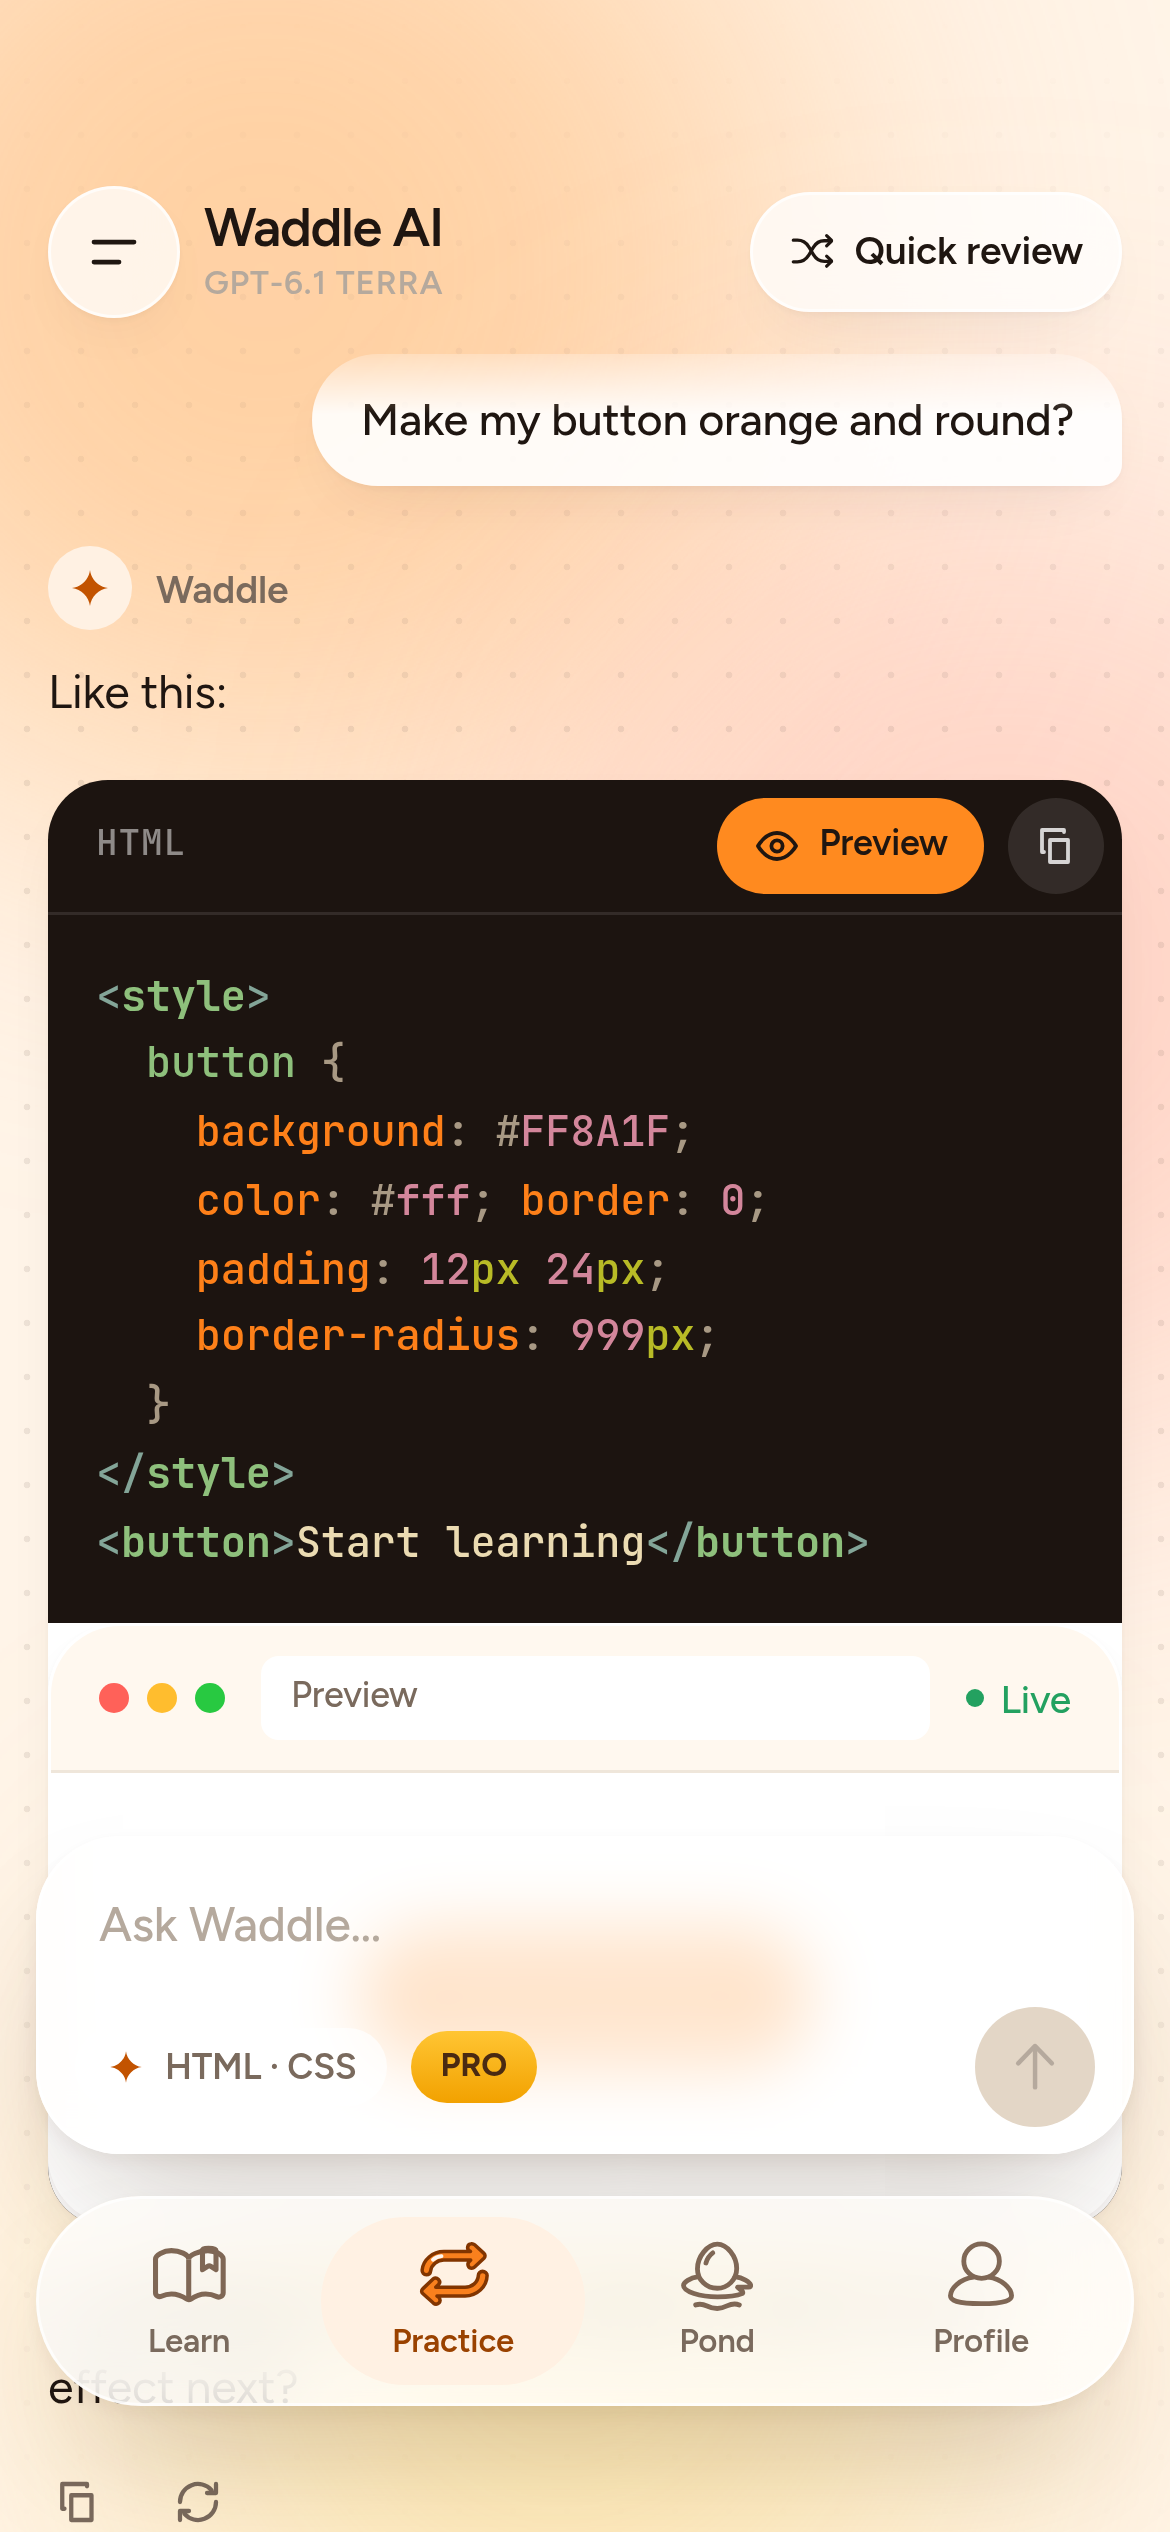 Waddle AI
GPT-6.1 TERRA
Quick review
Make my button orange and round?
Waddle
Like this:
HTML
Preview
<style>
  button {
    background: #FF8A1F;
    color: #fff; border: 0;
    padding: 12px 24px;
    border-radius: 999px;
  }
</style>
<button>Start learning</button>
Preview
Live
Ask Waddle...
HTML · CSS
PRO
Learn
Practice
Pond
Profile
effect next?